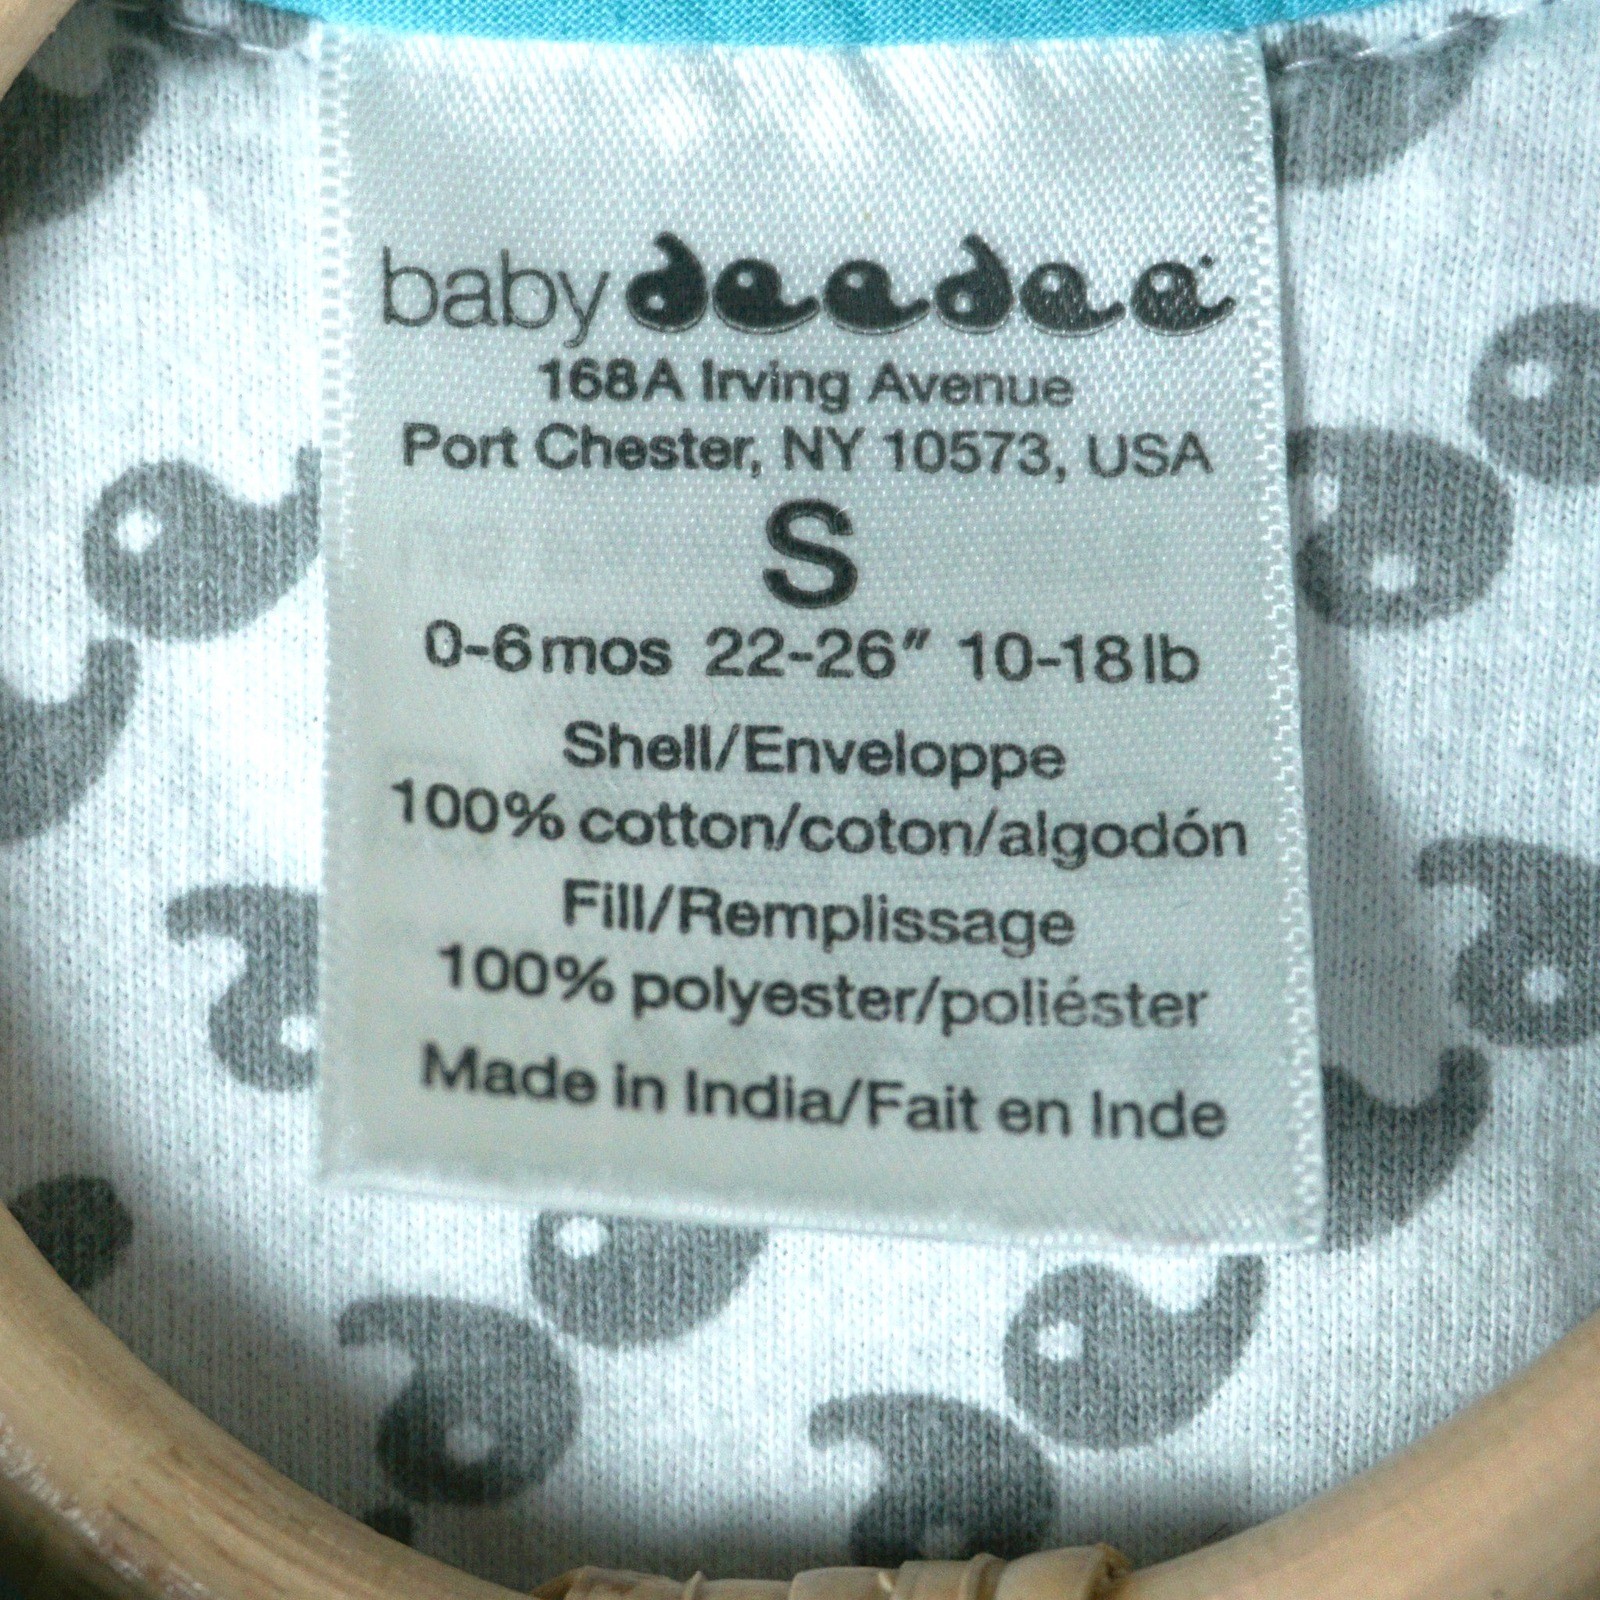 baby deedee
168A Irving Avenue
Port Chester, NY 10573, USA
S
0-6mos 22-26" 10-18lb
Shell/Enveloppe
100% cotton/coton/algodón
Fill/Remplissage
100% polyester/poliéster
Made in India/Fait en Inde